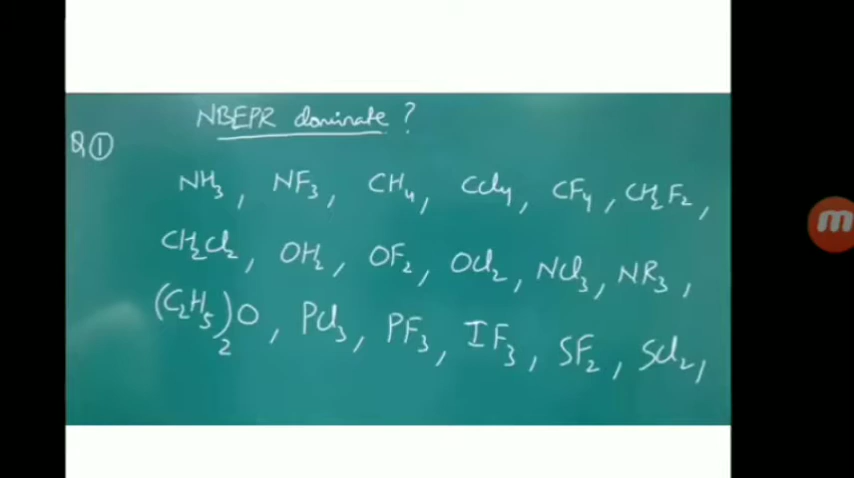 NBEPR dominate ?
Q①
NH₃, NF₃, CH₄, CCl₄, CF₄, CH₂F₂,
CH₂Cl₂, OH₂, OF₂, OCl₂, NCl₃, NR₃,
(C₂H₅)₂O, PCl₃, PF₃, IF₃, SF₂, SCl₂,
m